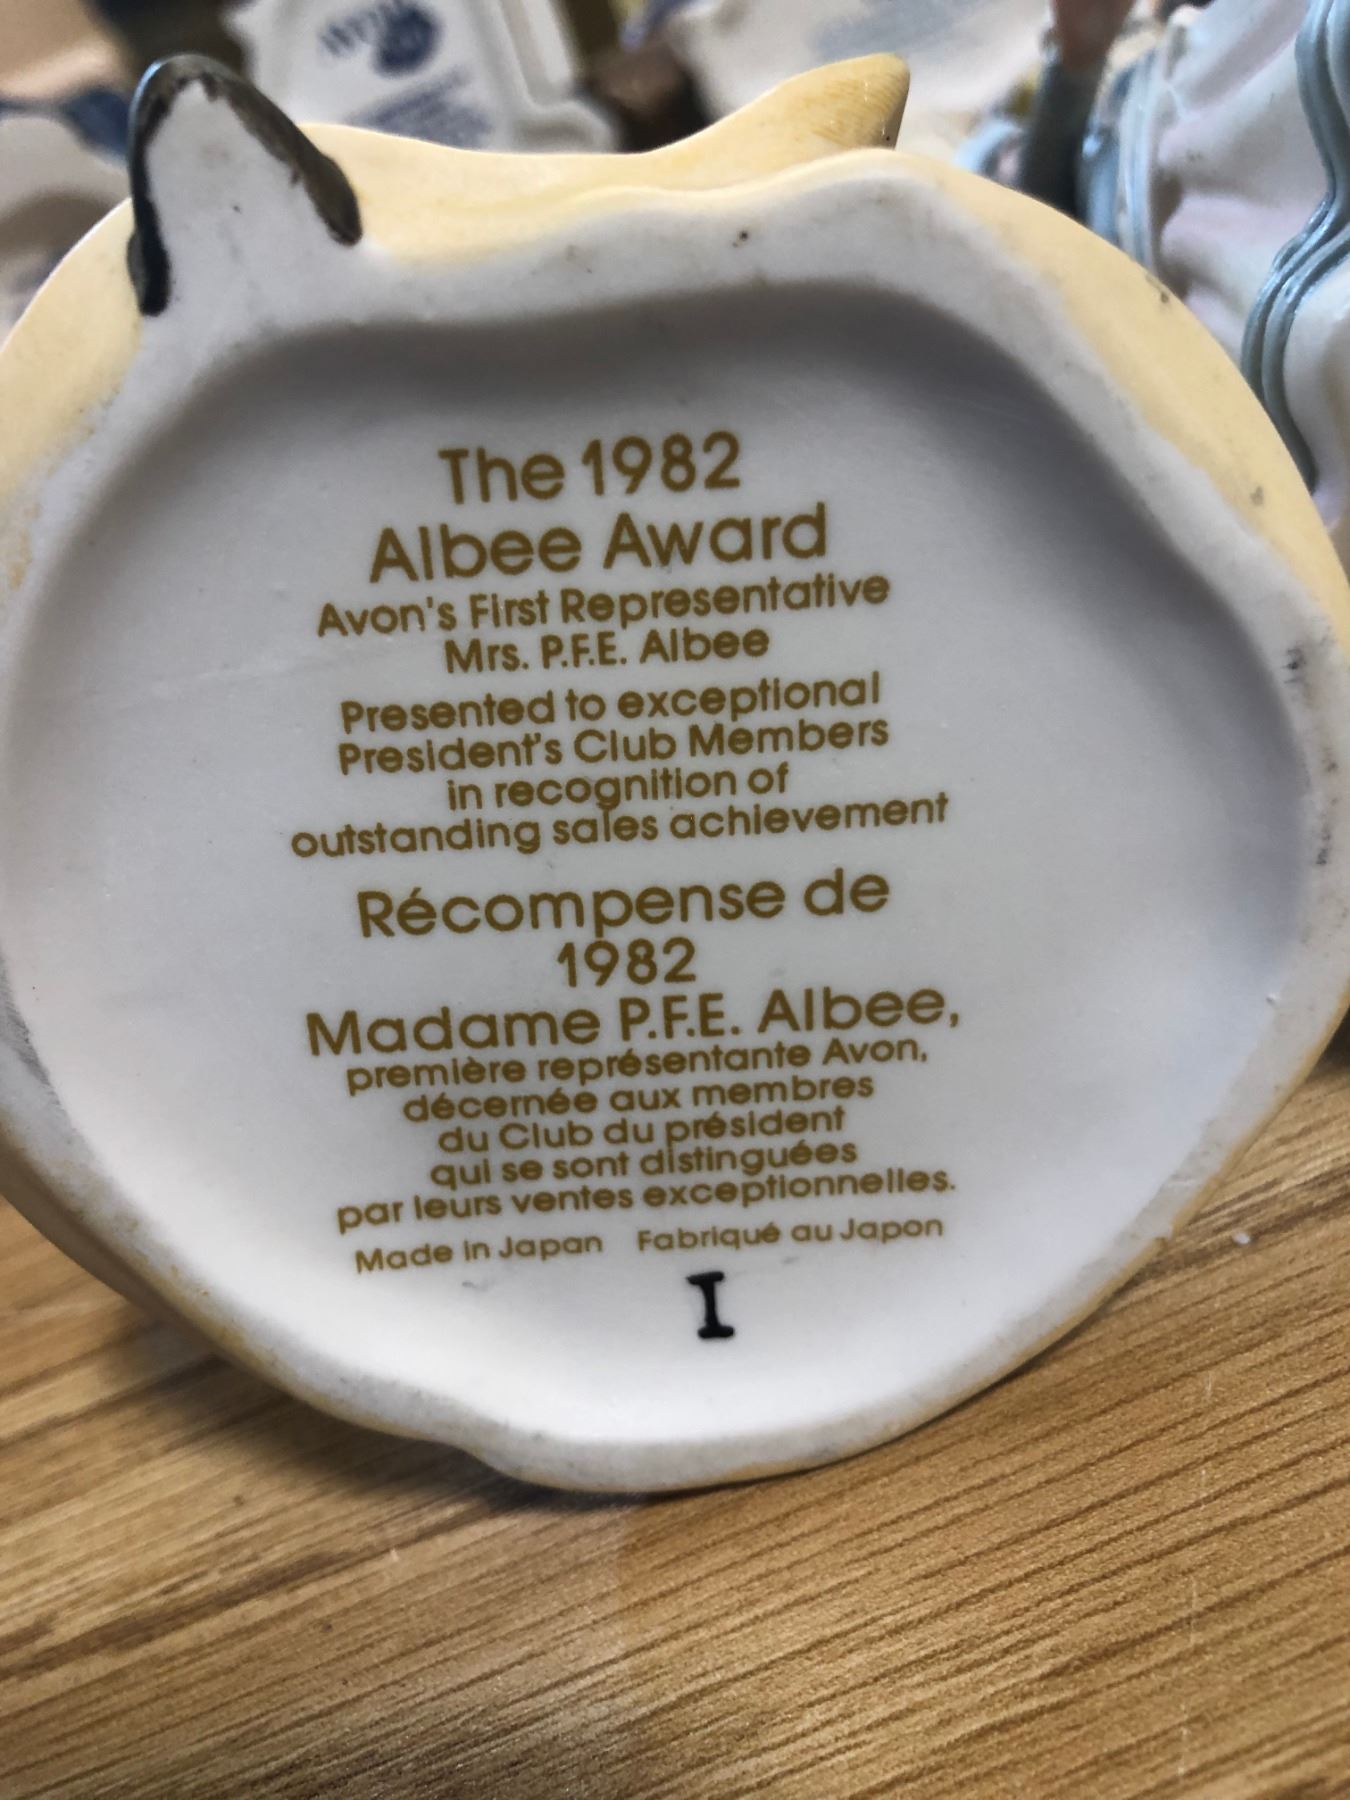 The 1982
Albee Award
Avon's First Representative
Mrs. P.F.E. Albee
Presented to exceptional
President's Club Members
in recognition of
outstanding sales achievement
Récompense de
1982
Madame P.F.E. Albee,
première représentante Avon,
décernée aux membres
du Club du président
qui se sont distinguées
par leurs ventes exceptionnelles.
Made in Japan Fabriqué au Japon
I